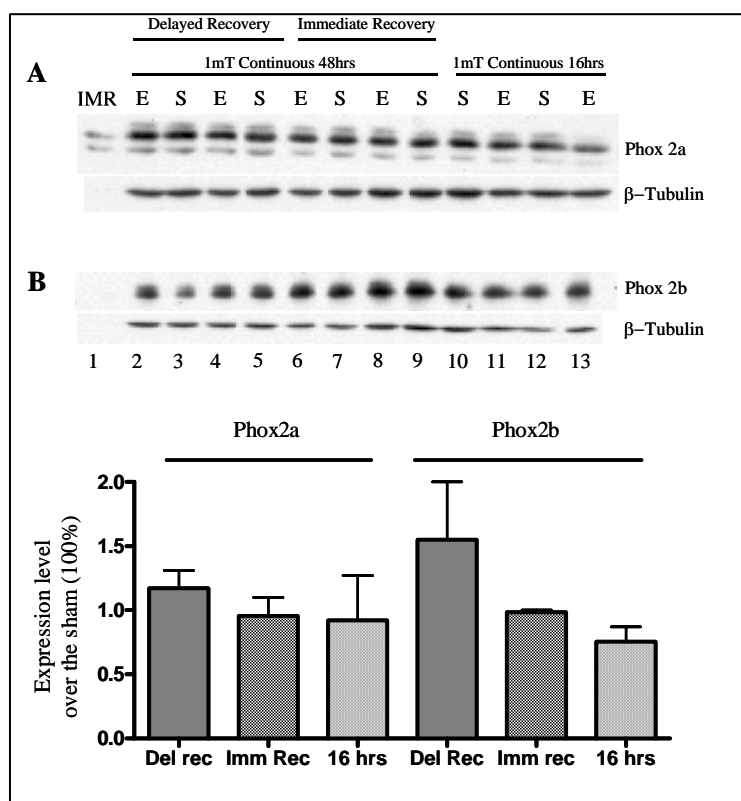 Delayed Recovery Immediate Recovery
A 1mT Continuous 48hrs 1mT Continuous 16hrs
IMR E S E S E S E S S E S E
Phox 2a
β−Tubulin
B Phox 2b
β−Tubulin
1 2 3 4 5 6 7 8 9 10 11 12 13
Phox2a Phox2b
Expression level
over the sham (100%)
2.0
1.5
1.0
0.5
0.0
Del rec Imm Rec 16 hrs Del Rec Imm rec 16 hrs